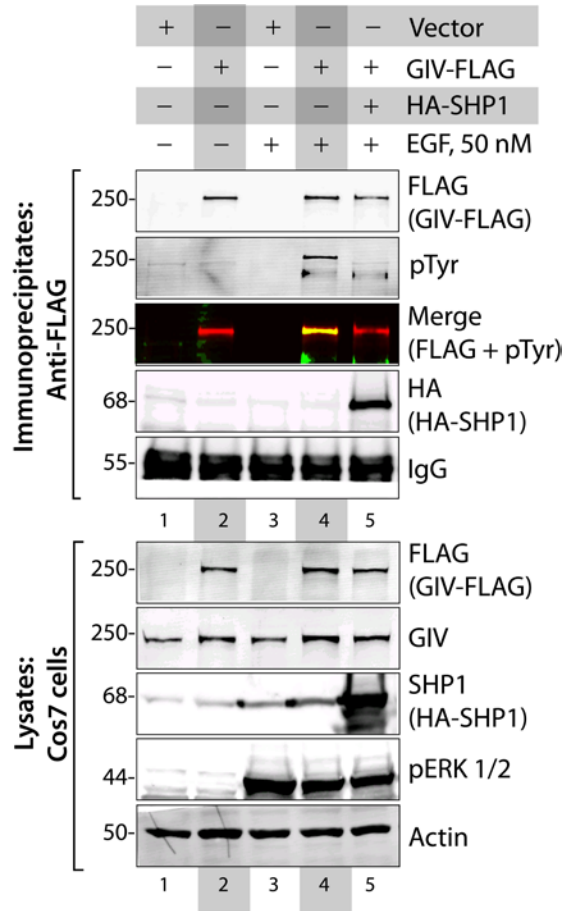 + − + − − Vector
− + − + + GIV-FLAG
− − − − + HA-SHP1
− − + + + EGF, 50 nM
Immunoprecipitates:
Anti-FLAG
250- FLAG
(GIV-FLAG)
250- pTyr
250- Merge
(FLAG + pTyr)
68- HA
(HA-SHP1)
55- IgG
1 2 3 4 5
Lysates:
Cos7 cells
250- FLAG
(GIV-FLAG)
250- GIV
68- SHP1
(HA-SHP1)
44- pERK 1/2
50- Actin
1 2 3 4 5